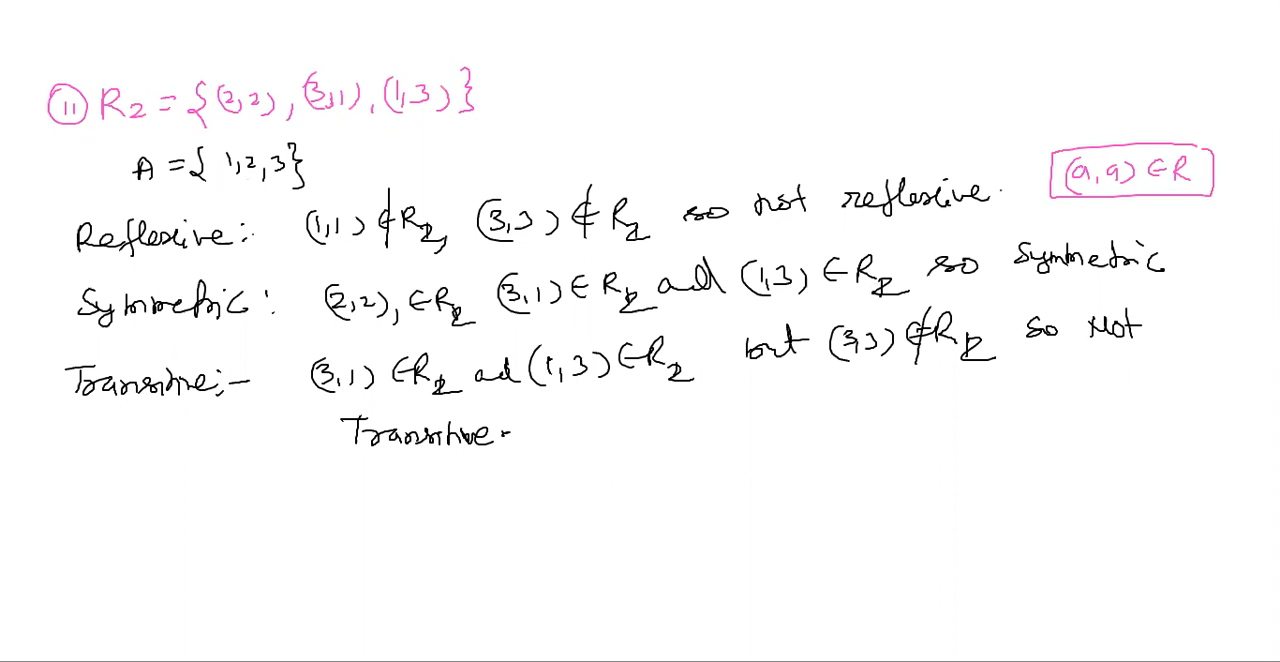 (ii) R2 = {(2,2), (3,1), (1,3)}
A = { 1,2,3}
(a,a) ∈ R
Reflexive: (1,1) ∉ R2, (3,3) ∉ R2 so not reflexive.
Symmetric: (2,2), ∈R2 (3,1) ∈ R2 and (1,3) ∈ R2 so symmetric
Transitive:- (3,1) ∈R2 ad (1,3) ∈R2 but (3,3) ∉ R2 so not
Transitive.